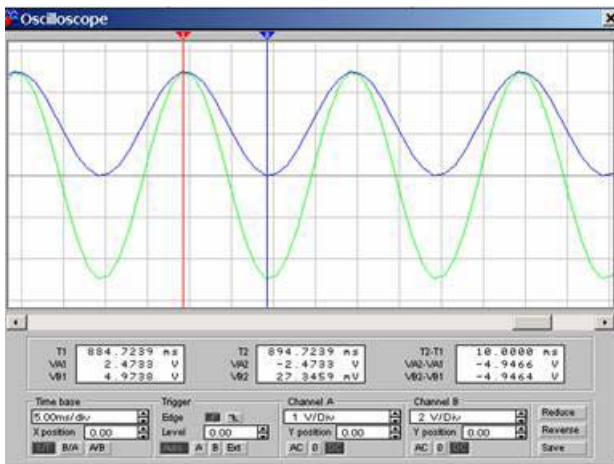 Oscilloscope
1 2
T1 884.7239 ms T2 894.7239 ms T2-T1 10.0000 ms
VA1 2.4733 V VA2 -2.4733 V VA2-VA1 -4.9466 V
VB1 4.9738 V VB2 27.3459 mV VB2-VB1 -4.9464 V
Time base Trigger Channel A Channel B
5.00ms/div Edge 1 V/Div 2 V/Div Reduce
X position 0.00 Level 0.00 Y position 0.00 Y position 0.00 Reverse
Y/T B/A A/B Auto A B Ext AC 0 DC AC 0 DC Save